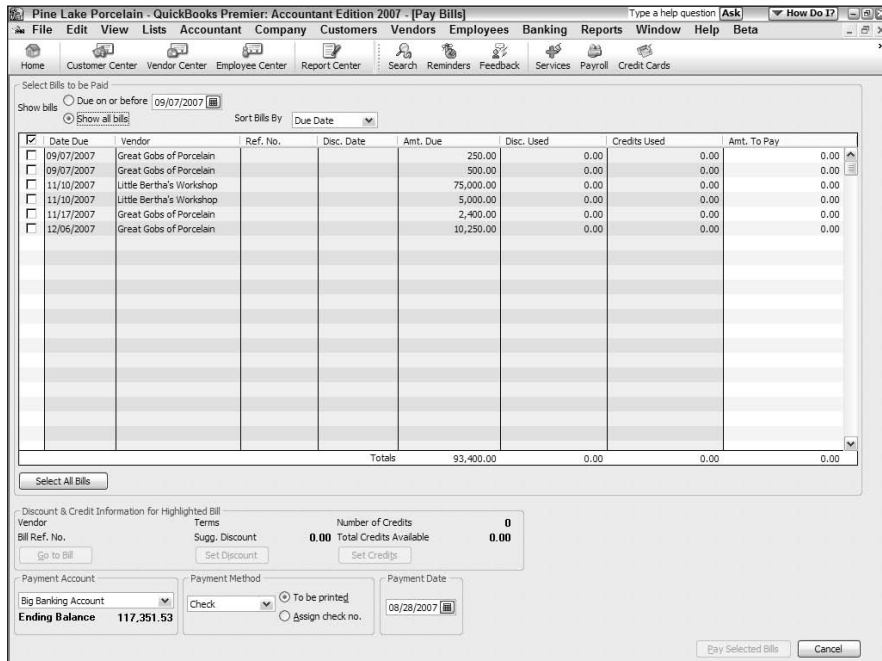 Pine Lake Porcelain - QuickBooks Premier: Accountant Edition 2007 - [Pay Bills] Type a help question Ask How Do I?
File Edit View Lists Accountant Company Customers Vendors Employees Banking Reports Window Help Beta
Home Customer Center Vendor Center Employee Center Report Center Search Reminders Feedback Services Payroll Credit Cards
Select Bills to be Paid
Show bills Due on or before 09/07/2007
Show all bills Sort Bills By Due Date
Date Due Vendor Ref. No. Disc. Date Amt. Due Disc. Used Credits Used Amt. To Pay
09/07/2007 Great Gobs of Porcelain 250.00 0.00 0.00 0.00
09/07/2007 Great Gobs of Porcelain 500.00 0.00 0.00 0.00
11/10/2007 Little Bertha's Workshop 75,000.00 0.00 0.00 0.00
11/10/2007 Little Bertha's Workshop 5,000.00 0.00 0.00 0.00
11/17/2007 Great Gobs of Porcelain 2,400.00 0.00 0.00 0.00
12/06/2007 Great Gobs of Porcelain 10,250.00 0.00 0.00 0.00
Totals 93,400.00 0.00 0.00 0.00
Select All Bills
Discount & Credit Information for Highlighted Bill
Vendor Terms Number of Credits 0
Bill Ref. No. Sugg. Discount 0.00 Total Credits Available 0.00
Go to Bill Set Discount Set Credits
Payment Account Payment Method Payment Date
Big Banking Account Check To be printed 08/28/2007
Ending Balance 117,351.53 Assign check no.
Pay Selected Bills Cancel